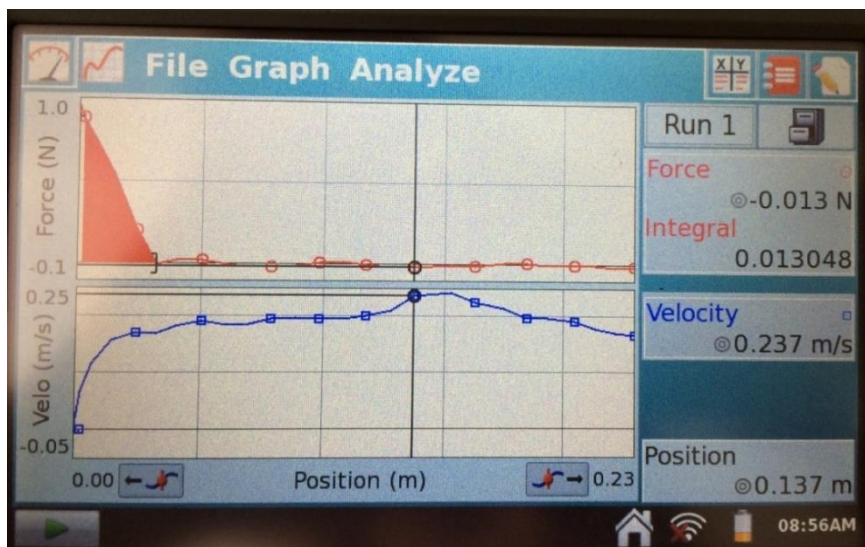 File Graph Analyze
X Y
1.0
Force (N)
-0.1
0.25
Velo (m/s)
-0.05
0.00
Position (m)
0.23
Run 1
Force
-0.013 N
Integral
0.013048
Velocity
0.237 m/s
Position
0.137 m
08:56AM